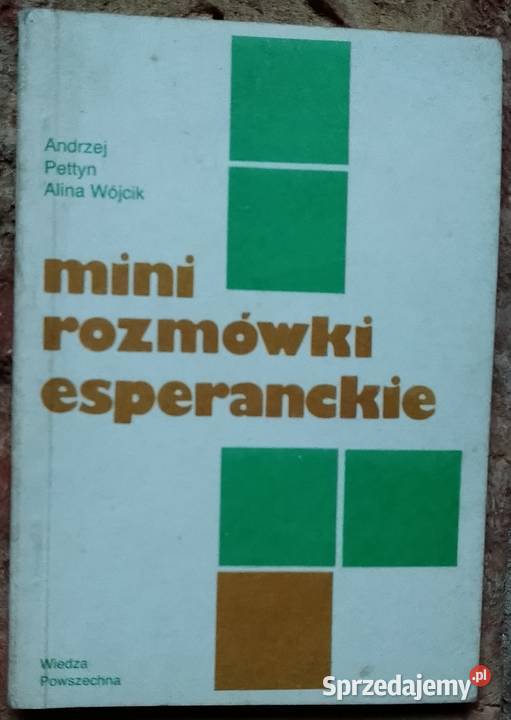 Andrzej
Pettyn
Alina Wójcik
mini
rozmówki
esperanckie
Wiedza
Powszechna
Sprzedajemy.pl